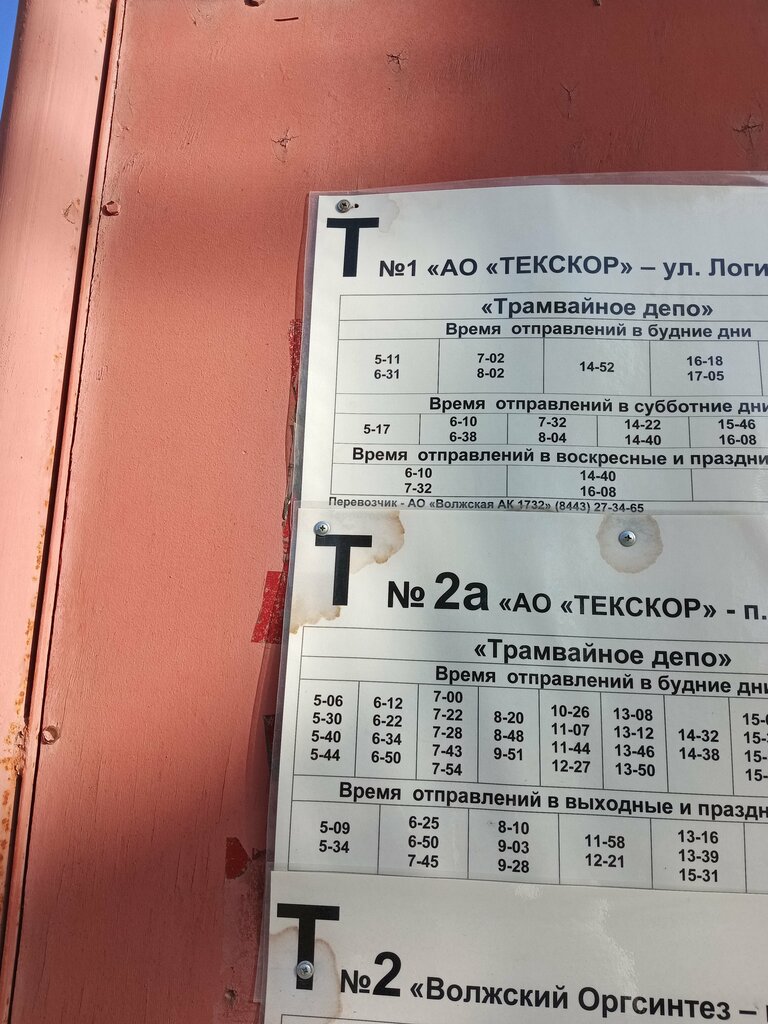 Т №1 «АО «ТЕКСКОР» – ул. Логи
«Трамвайное депо»
Время отправлений в будние дни
5-11 7-02 14-52 16-18
6-31 8-02 17-05
Время отправлений в субботние дни
5-17 6-10 7-32 14-22 15-46
6-38 8-04 14-40 16-08
Время отправлений в воскресные и праздни
6-10 14-40
7-32 16-08
Перевозчик - АО «Волжская АК 1732» (8443) 27-34-65
Т № 2а «АО «ТЕКСКОР» - п.
«Трамвайное депо»
Время отправлений в будние дни
5-06 6-12 7-00 8-20 10-26 13-08 14-32
5-30 6-22 7-22 8-48 11-07 13-12 14-38
5-40 6-34 7-28 9-51 11-44 13-46
5-44 6-50 7-43 12-27 13-50
7-54
Время отправлений в выходные и праздн
5-09 6-25 8-10 11-58 13-16
5-34 6-50 9-03 12-21 13-39
7-45 9-28 15-31
Т №2 «Волжский Оргсинтез –